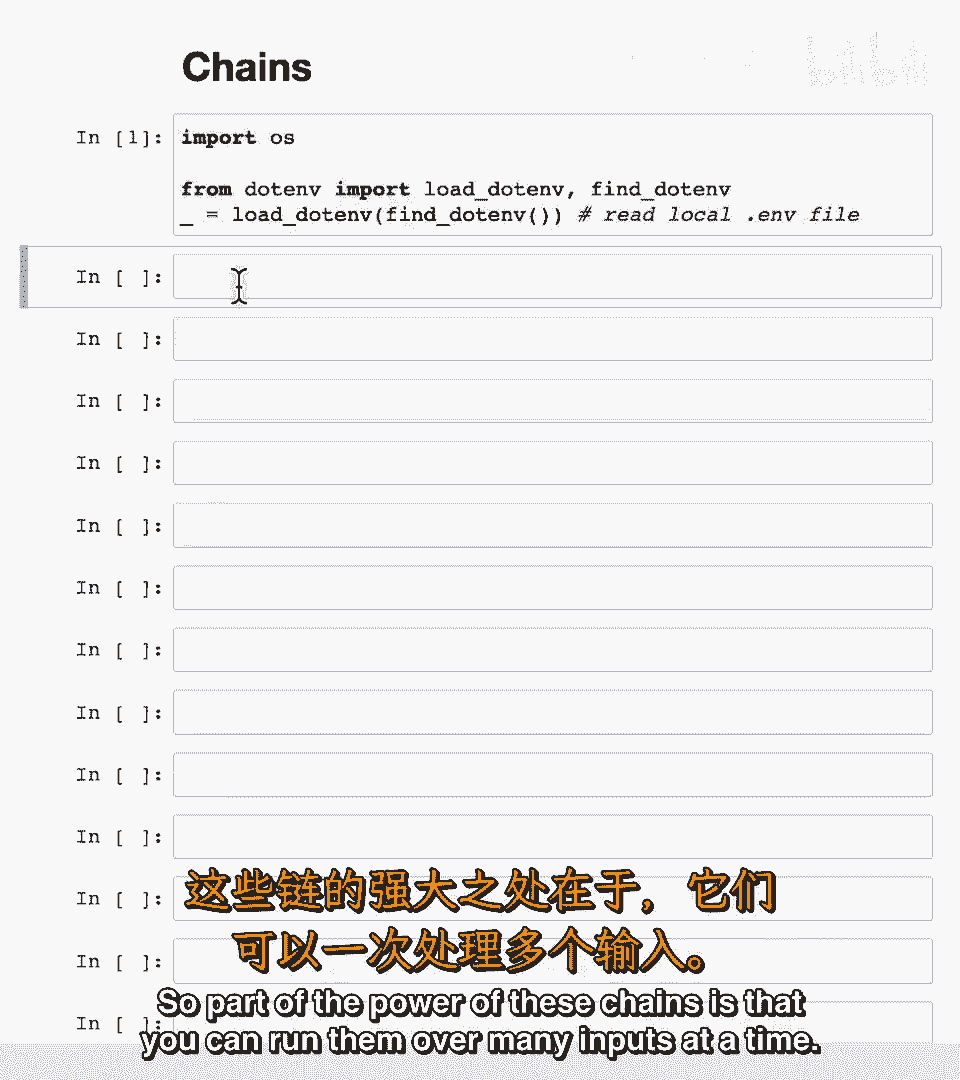 bilibili
Chains
In [1]:
import os
from dotenv import load_dotenv, find_dotenv
_ = load_dotenv(find_dotenv()) # read local .env file
In [ ]:
In [ ]:
In [ ]:
In [ ]:
In [ ]:
In [ ]:
In [ ]:
In [ ]:
In [ ]:
In [ ]:
In [ ]:
这些链的强大之处在于，它们
In [ ]:
可以一次处理多个输入。
In [ ]:
So part of the power of these chains is that
you can run them over many inputs at a time.